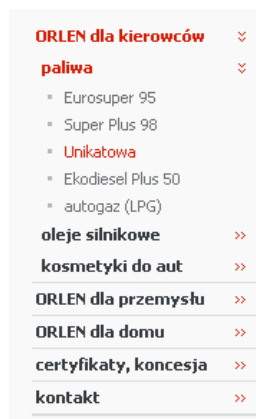 ORLEN dla kierowców
paliwa
Eurosuper 95
Super Plus 98
Unikatowa
Ekodiesel Plus 50
autogaz (LPG)
oleje silnikowe
kosmetyki do aut
ORLEN dla przemysłu
ORLEN dla domu
certyfikaty, koncesja
kontakt